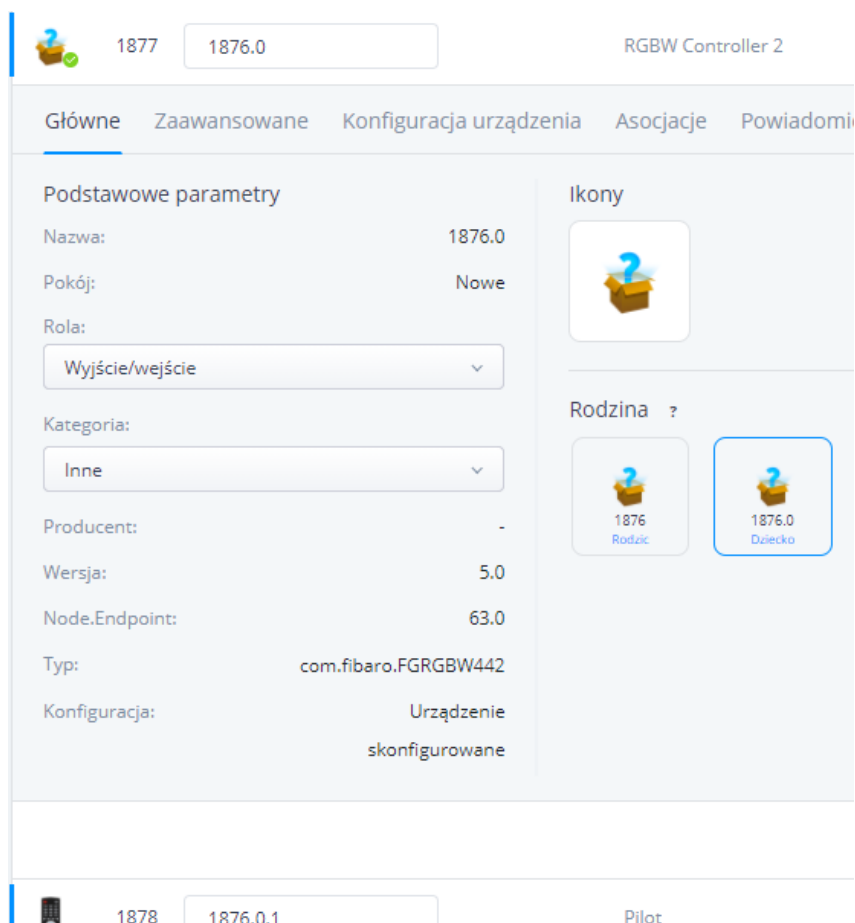 1877 1876.0 RGBW Controller 2
Główne Zaawansowane Konfiguracja urządzenia Asocjacje Powiadomie
Podstawowe parametry
Nazwa: 1876.0
Pokój: Nowe
Rola:
Wyjście/wejście
Kategoria:
Inne
Producent: -
Wersja: 5.0
Node.Endpoint: 63.0
Typ: com.fibaro.FGRGBW442
Konfiguracja: Urządzenie
skonfigurowane
Ikony
Rodzina ?
1876 1876.0
Rodzic Dziecko
1878 1876.0.1 Pilot